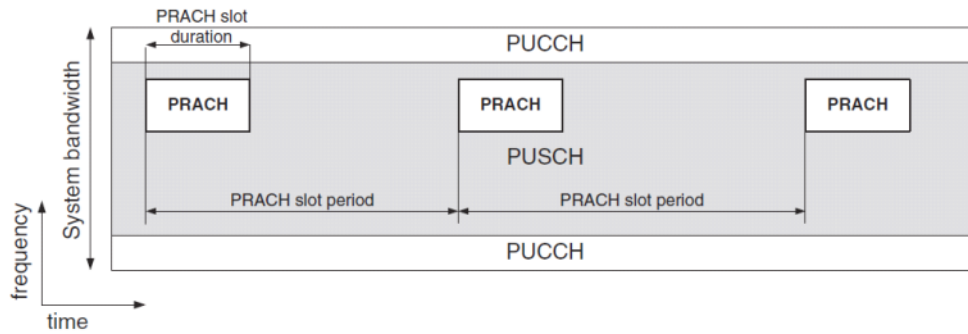 PRACH slot
duration
PUCCH
System bandwidth
PRACH
PRACH
PRACH
PUSCH
PRACH slot period
PRACH slot period
PUCCH
frequency
time